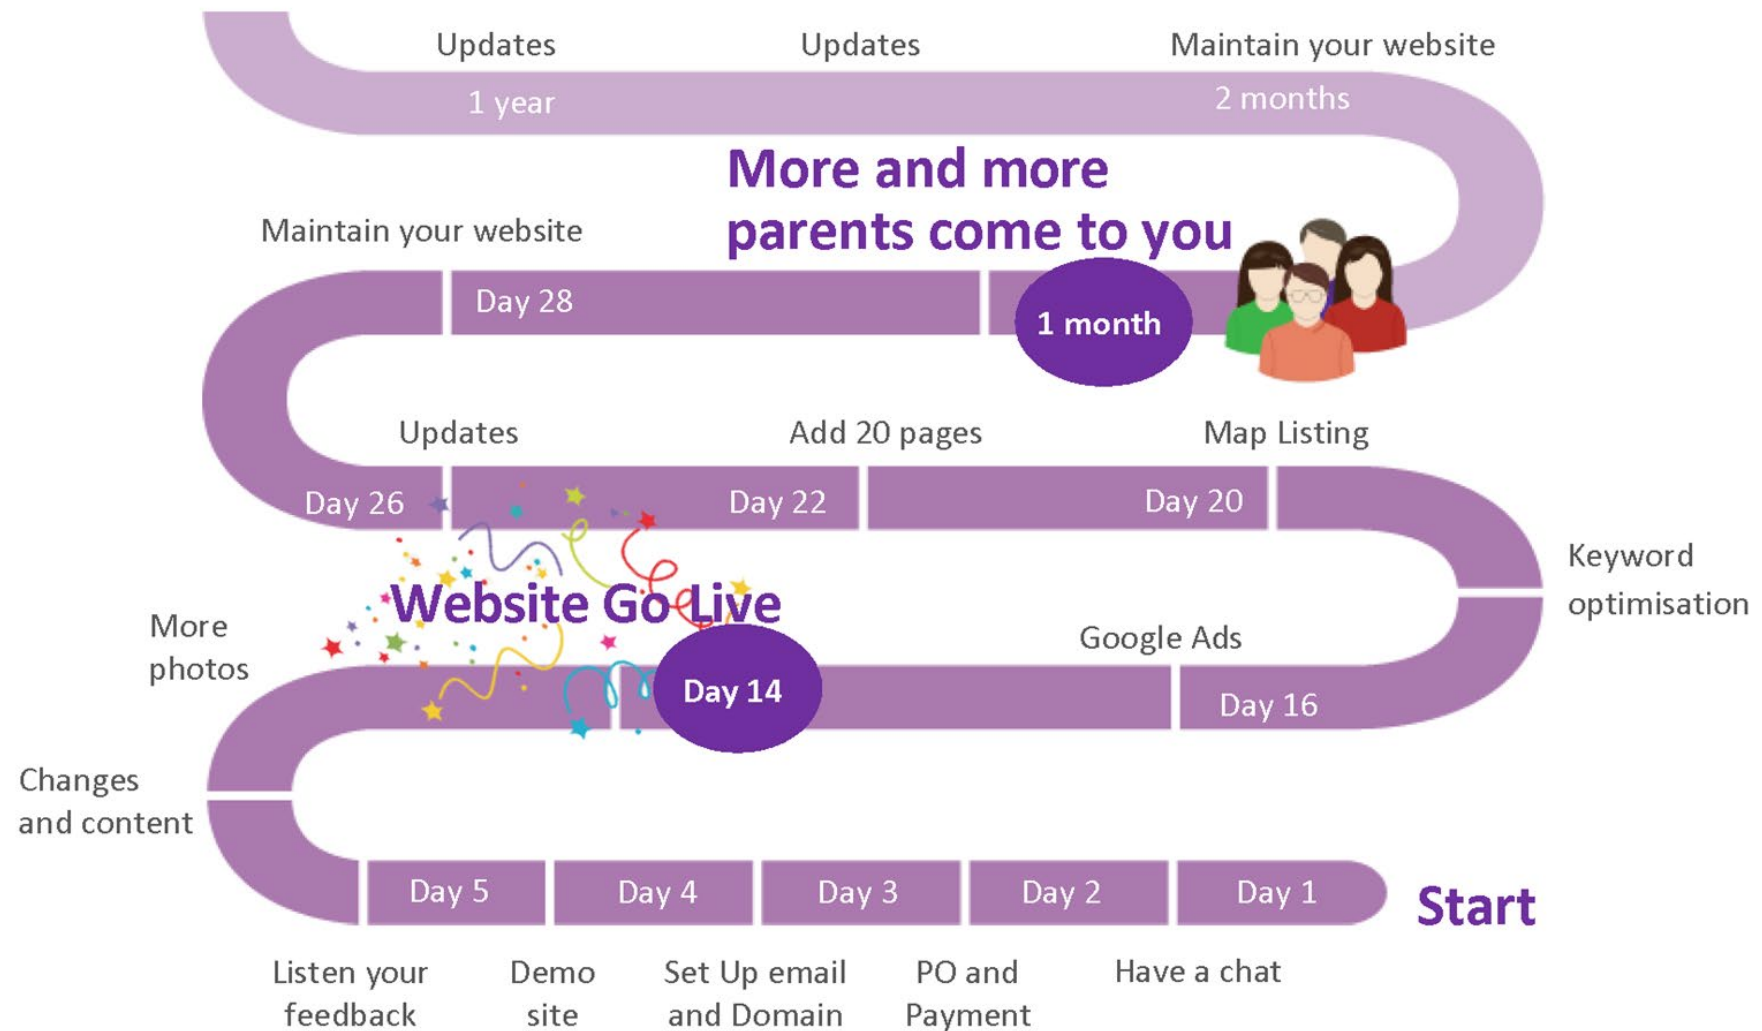 Updates
Updates
Maintain your website
1 year
2 months
More and more
parents come to you
Maintain your website
Day 28
1 month
Updates
Add 20 pages
Map Listing
Day 26
Day 22
Day 20
Keyword
optimisation
Website Go Live
More
photos
Google Ads
Day 14
Day 16
Changes
and content
Day 5
Day 4
Day 3
Day 2
Day 1
Start
Listen your
feedback
Demo
site
Set Up email
and Domain
PO and
Payment
Have a chat